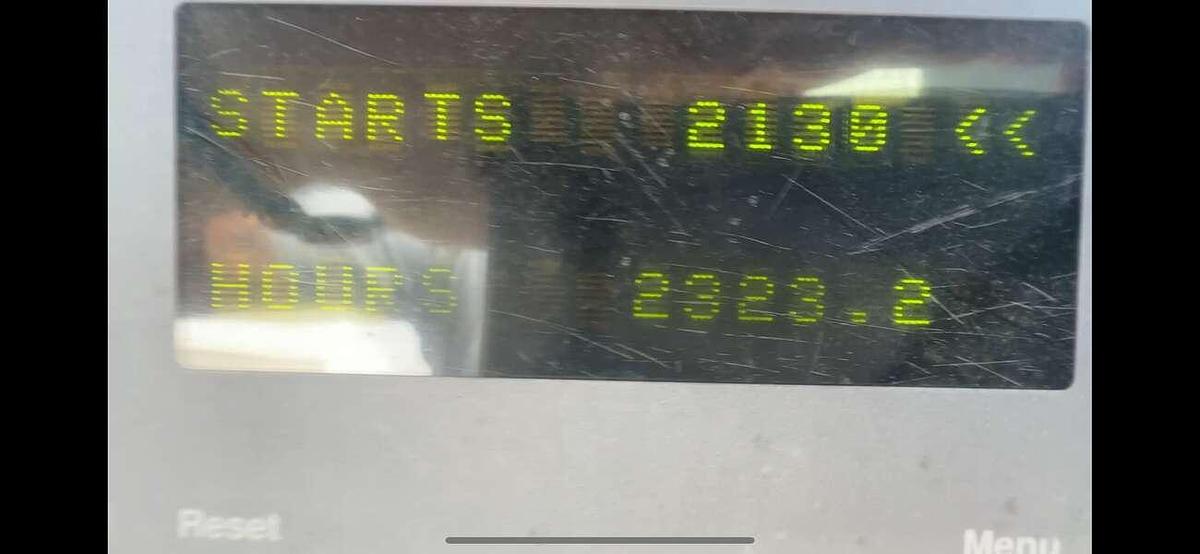 STARTS 2130 <<
HOURS 2323.2
Reset
Menu